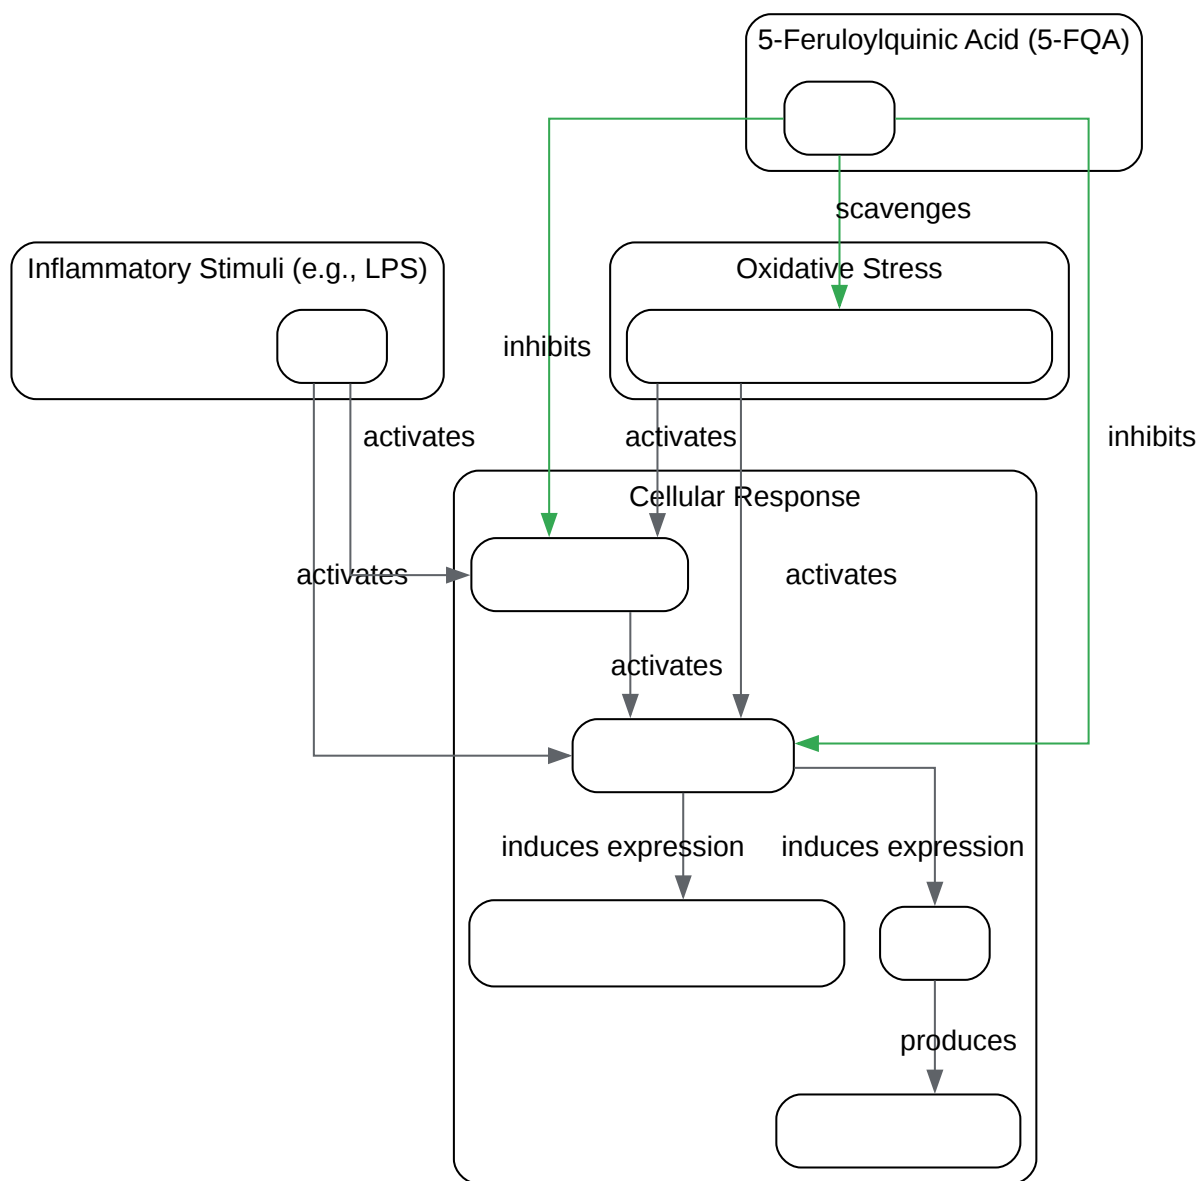 5-Feruloylquinic Acid (5-FQA)
scavenges
Inflammatory Stimuli (e.g., LPS)
Oxidative Stress
inhibits
activates
activates
inhibits
Cellular Response
activates
activates
activates
induces expression
induces expression
produces